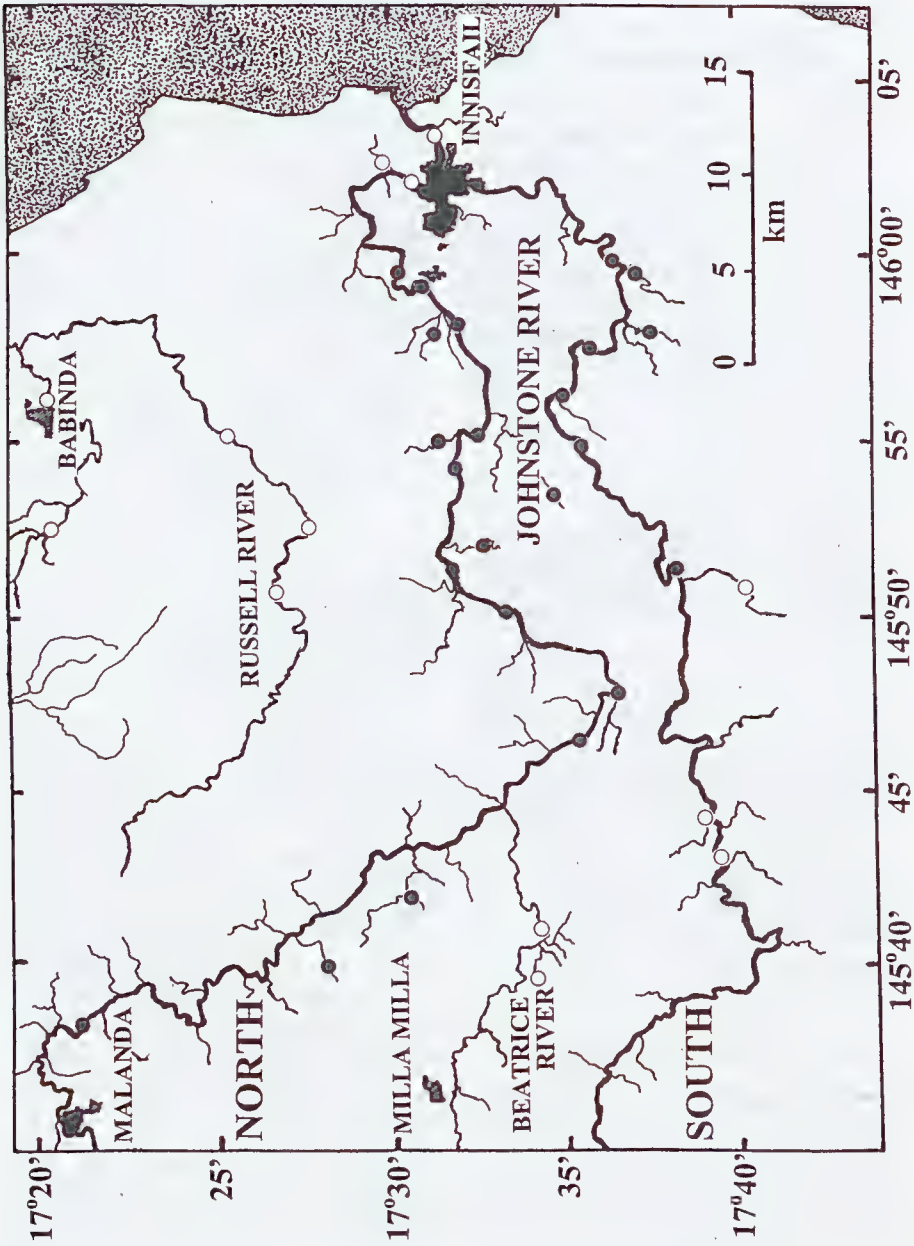 MALANDA
NORTH
MILLA MILLA
BEATRICE
RIVER
SOUTH
RUSSELL RIVER
BABINDA
JOHNSTONE RIVER
INNISFAIL
0
5
10
15
km
17°20'
25'
17°30'
35'
17°40'
145°40'
45'
145°50'
55'
146°00'
05'